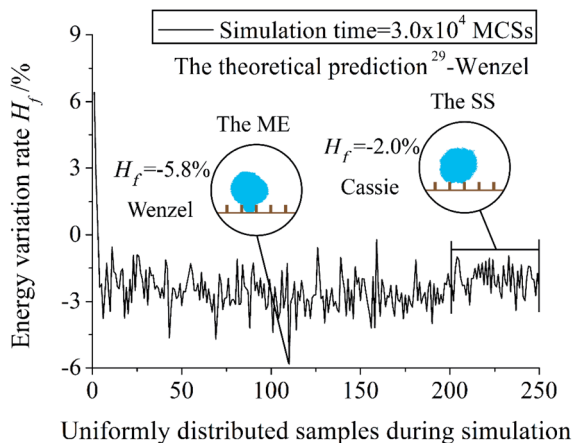 Simulation time=3.0x10⁴ MCSs
The theoretical prediction²⁹-Wenzel
The ME
The SS
H_f=-5.8%
Wenzel
H_f=-2.0%
Cassie
Energy variation rate H_f/%
9
6
3
0
-3
-6
0
50
100
150
200
250
Uniformly distributed samples during simulation